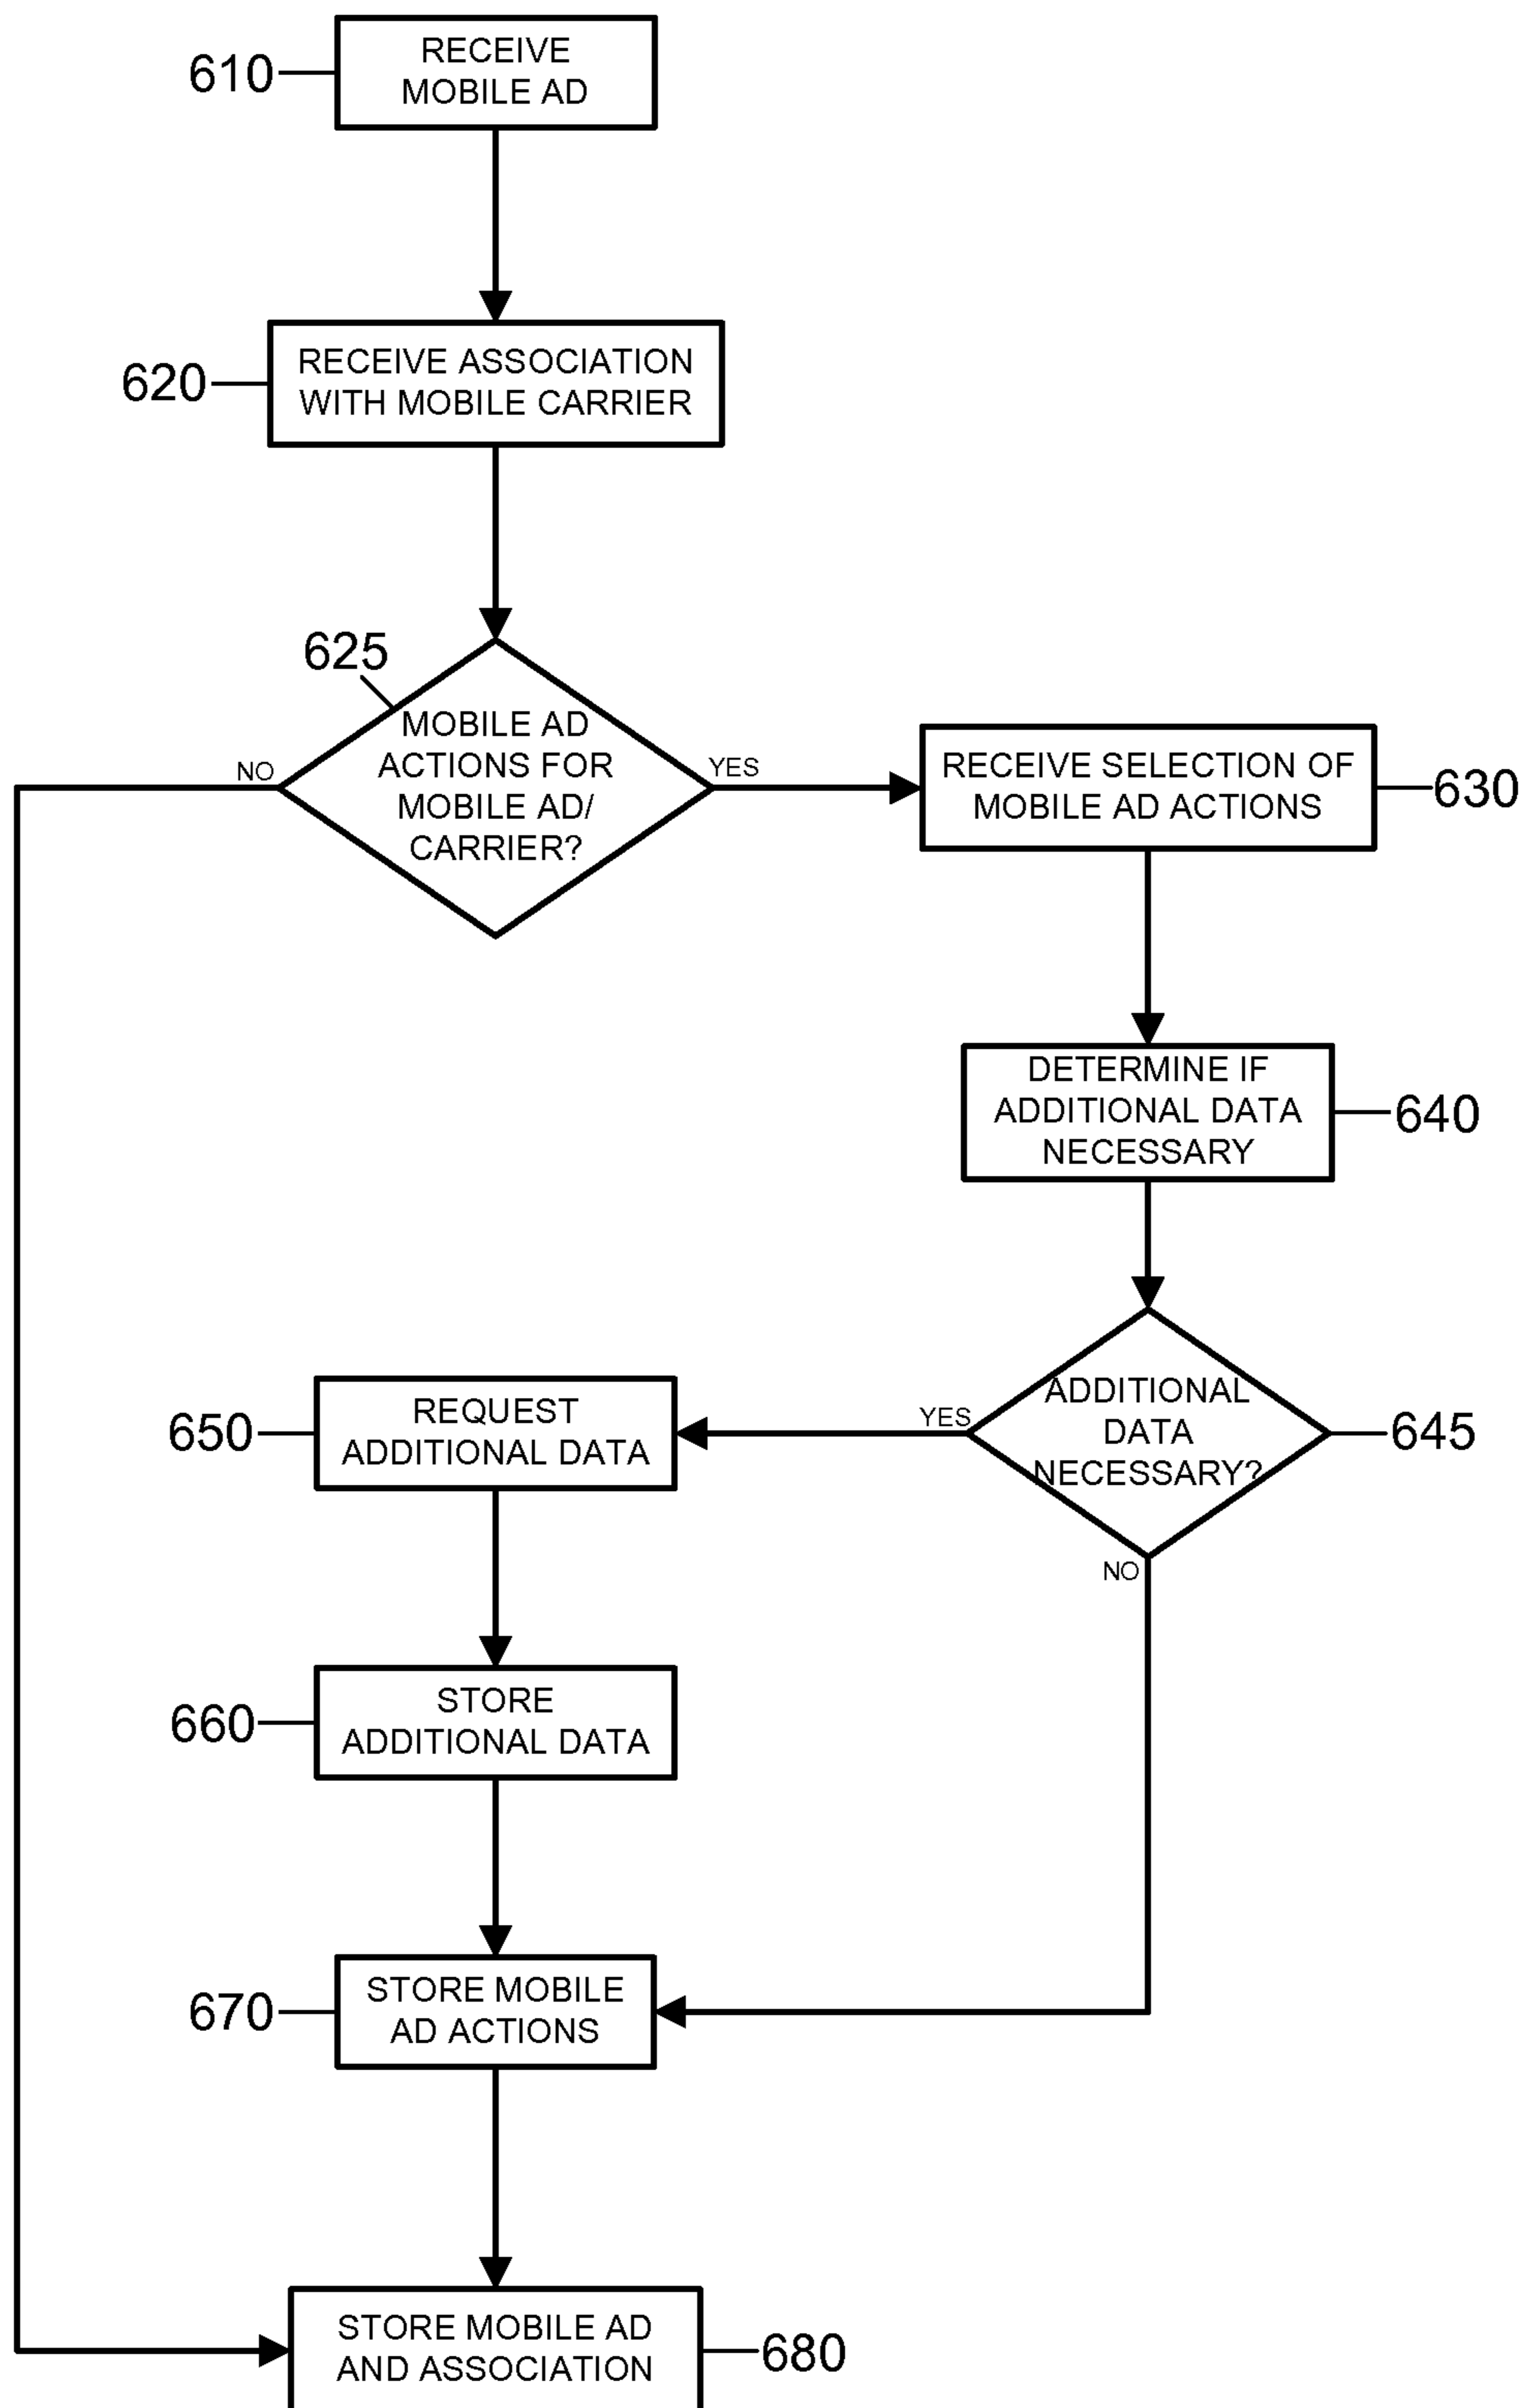 610
RECEIVE
MOBILE AD
620
RECEIVE ASSOCIATION
WITH MOBILE CARRIER
625
MOBILE AD
ACTIONS FOR
MOBILE AD/
CARRIER?
NO
YES
RECEIVE SELECTION OF
MOBILE AD ACTIONS
630
DETERMINE IF
ADDITIONAL DATA
NECESSARY
640
ADDITIONAL
DATA
NECESSARY?
645
YES
NO
650
REQUEST
ADDITIONAL DATA
660
STORE
ADDITIONAL DATA
670
STORE MOBILE
AD ACTIONS
STORE MOBILE AD
AND ASSOCIATION
680